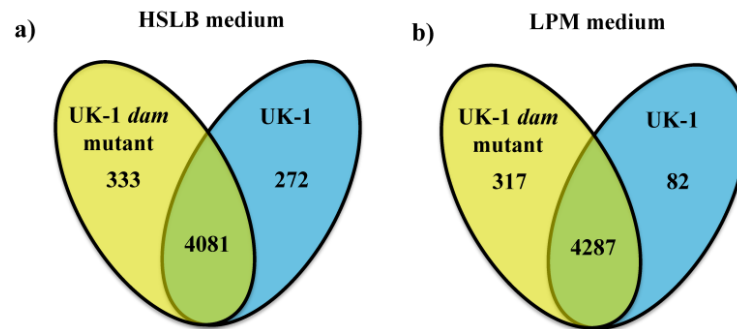 a)
HSLB medium
UK-1 dam
mutant
333
UK-1
272
4081
b)
LPM medium
UK-1 dam
mutant
317
UK-1
82
4287